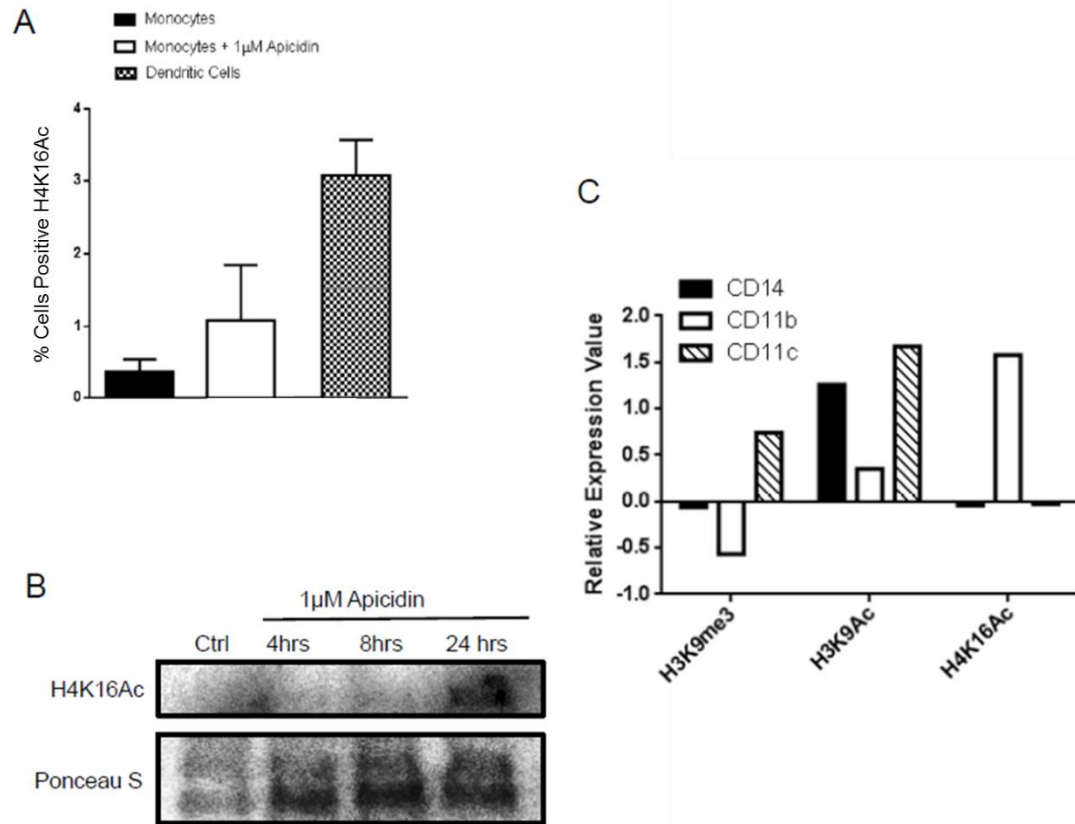 A
Monocytes
Monocytes + 1μM Apicidin
Dendritic Cells
% Cells Positive H4K16Ac
4
3
2
1
0
B
1μM Apicidin
Ctrl 4hrs 8hrs 24 hrs
H4K16Ac
Ponceau S
C
CD14
CD11b
CD11c
Relative Expression Value
2.0
1.5
1.0
0.5
0.0
-0.5
-1.0
H3K9me3
H3K9Ac
H4K16Ac